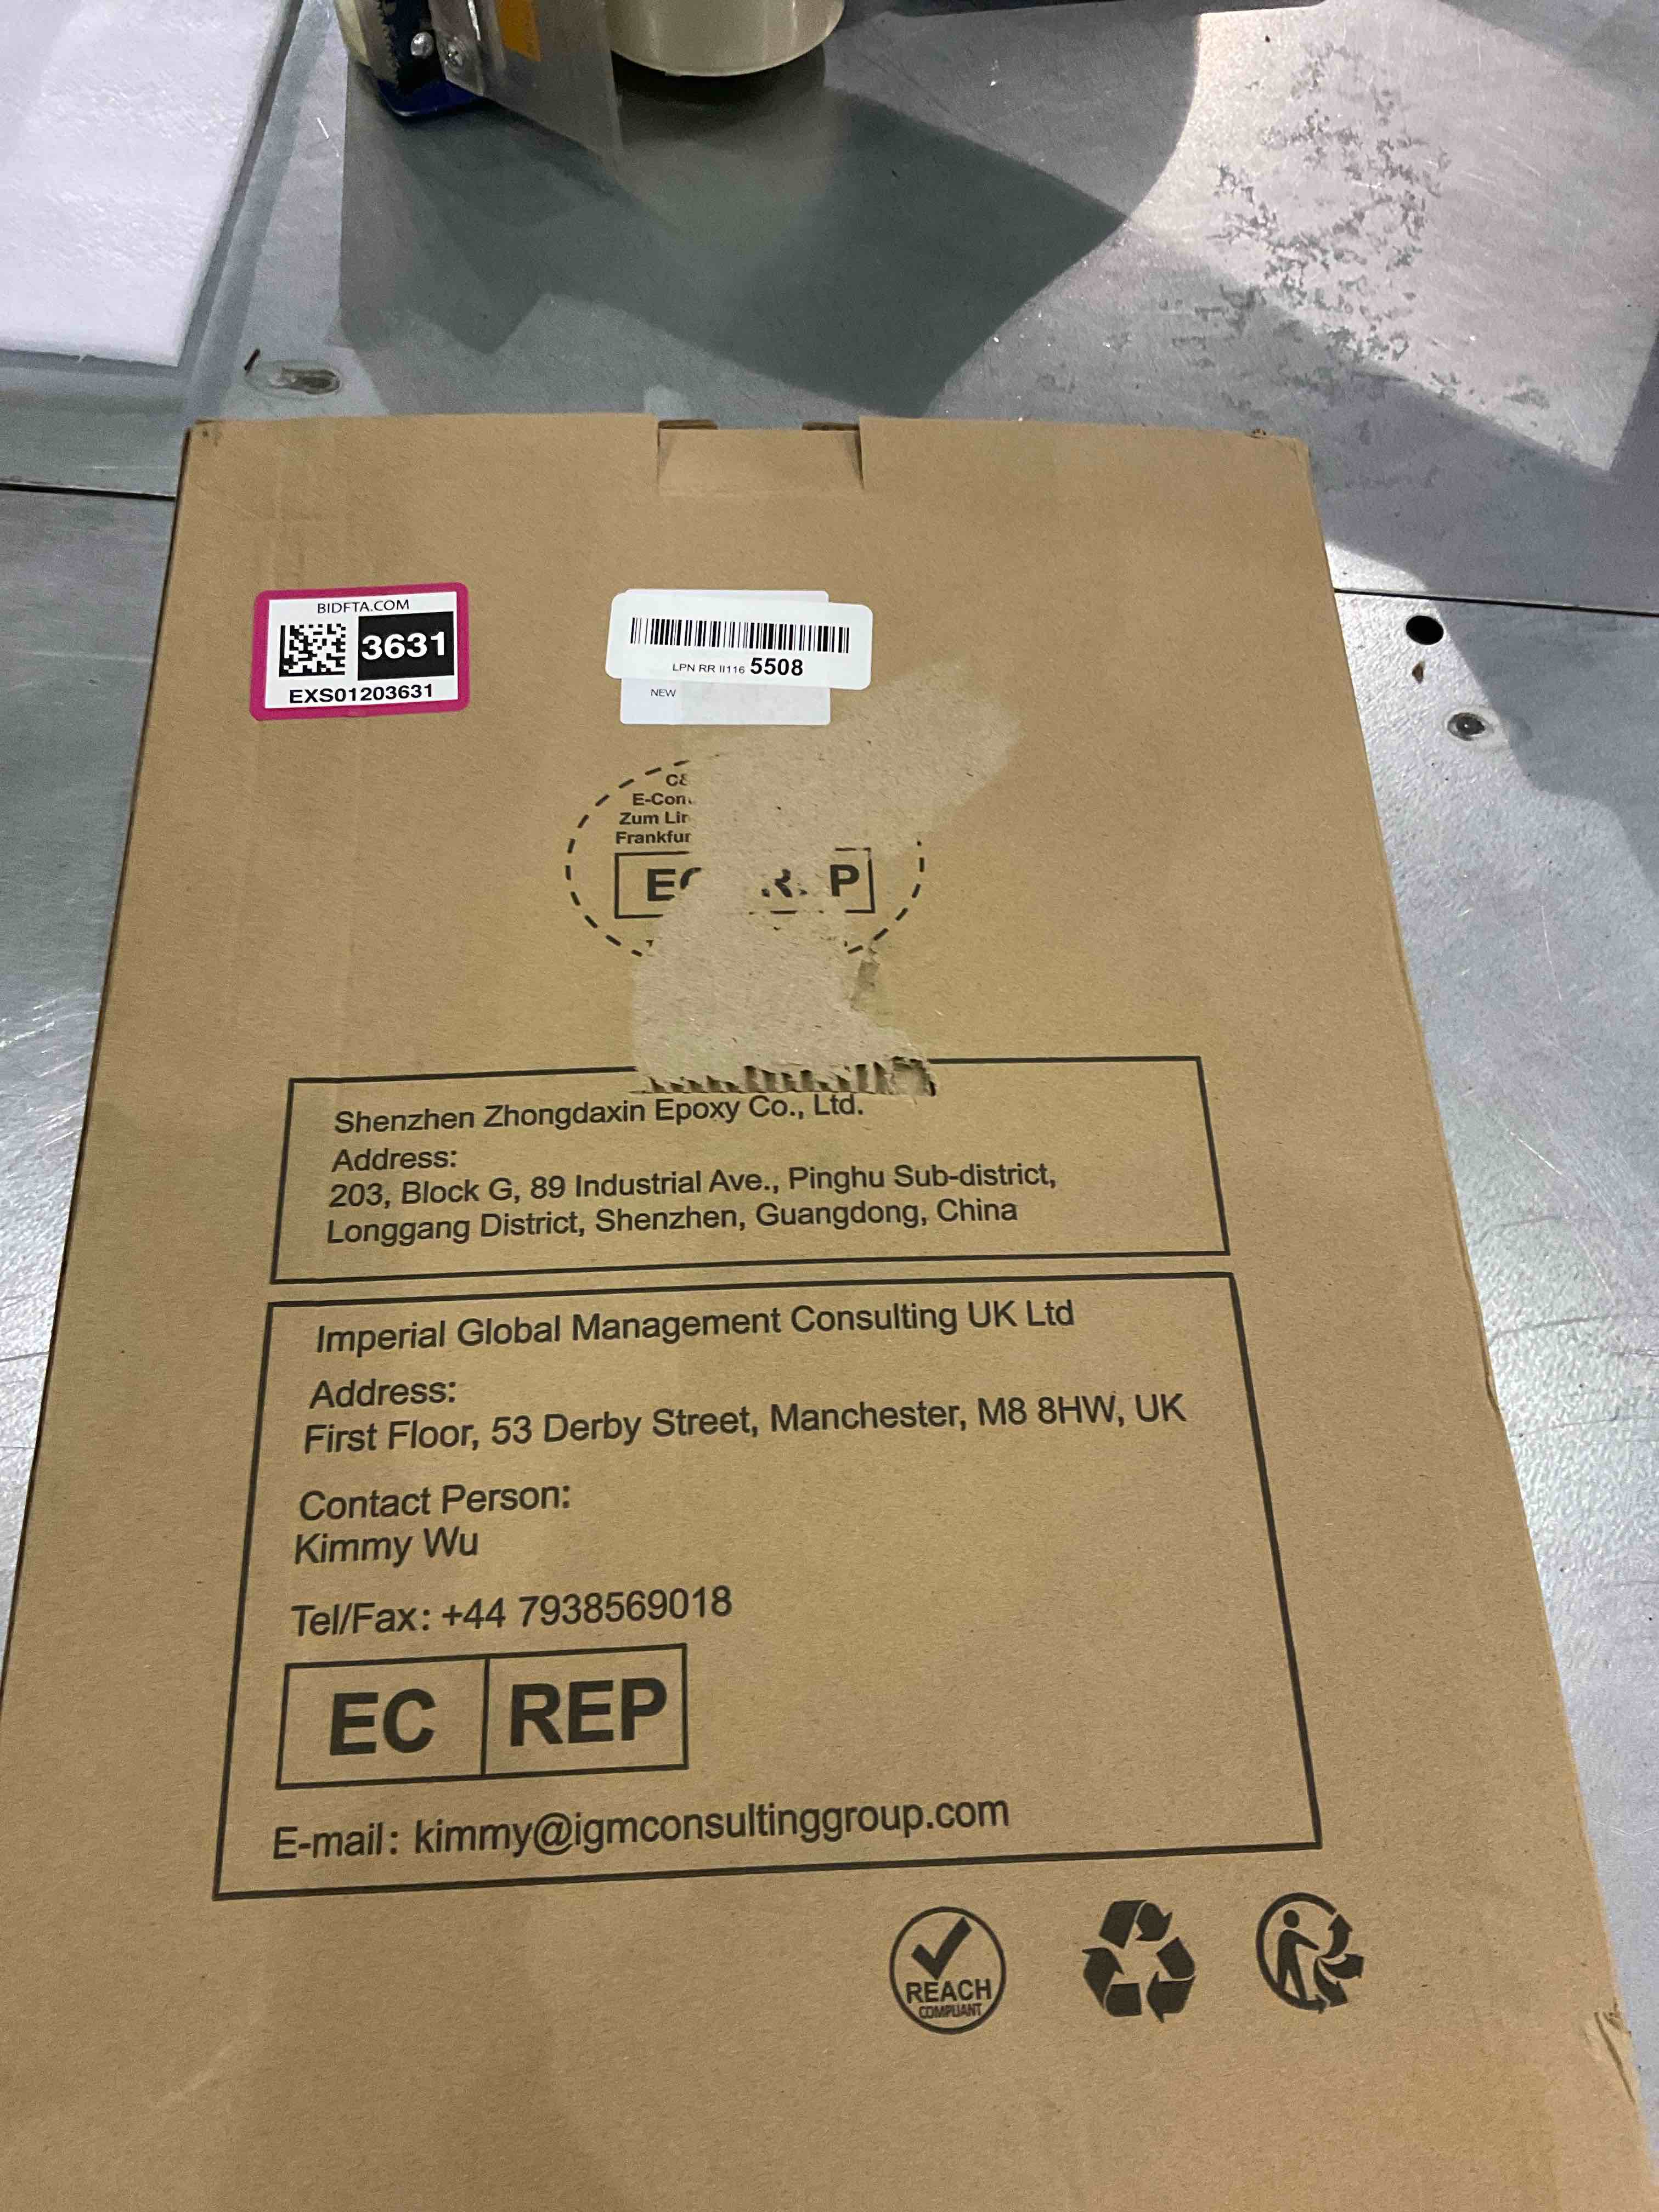 BIDFTA.COM
3631
EXS01203631
LPN RR II116 5508
NEW
Zum
REP
Shenzhen Zhongdaxin Epoxy Co., Ltd.
Address:
203, Block G, 89 Industrial Ave., Pinghu Sub-district,
Longgang District, Shenzhen, Guangdong, China
Imperial Global Management Consulting UK Ltd
Address:
First Floor, 53 Derby Street, Manchester, M8 8HW, UK
Contact Person:
Kimmy Wu
Tel/Fax: +44 7938569018
EC REP
E-mail: kimmy@igmconsultinggroup.com
REACH
COMPLIANT